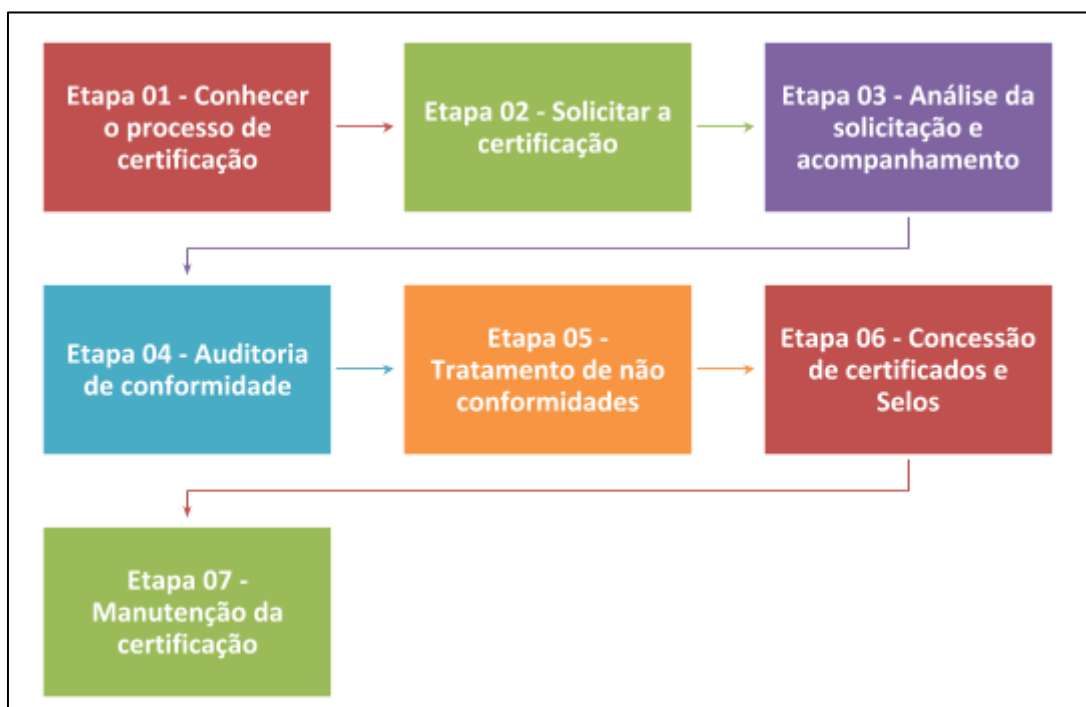 Etapa 01 - Conhecer
o processo de
certificação
Etapa 02 - Solicitar a
certificação
Etapa 03 - Análise da
solicitação e
acompanhamento
Etapa 04 - Auditoria
de conformidade
Etapa 05 -
Tratamento de não
conformidades
Etapa 06 - Concessão
de certificados e
Selos
Etapa 07 -
Manutenção da
certificação